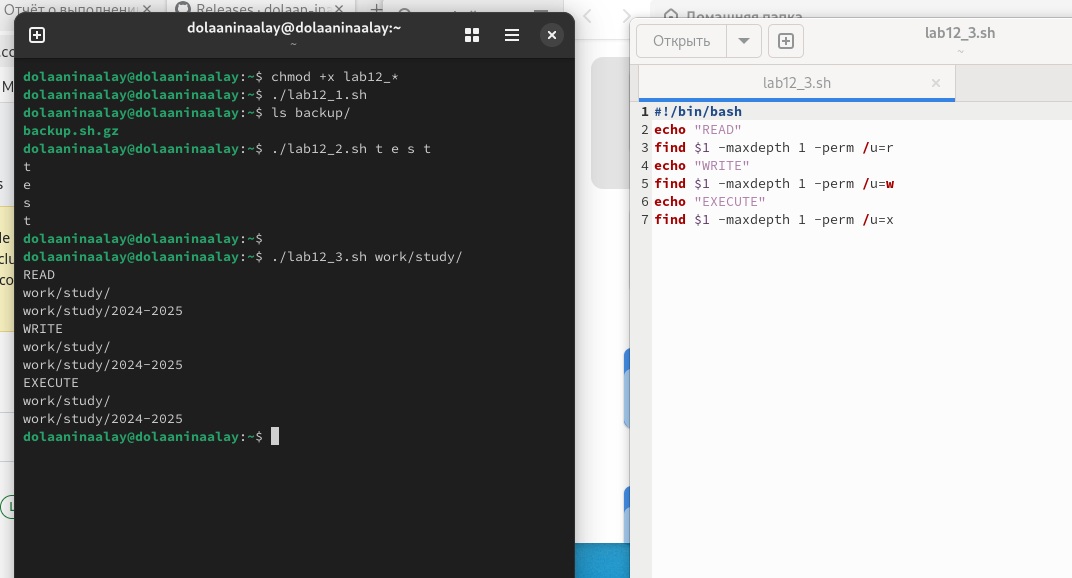 Отчёт о выполнени
Releases · dolaan-in
dolaaninaalay@dolaaninaalay:~
~
dolaaninaalay@dolaaninaalay:~$ chmod +x lab12_*
dolaaninaalay@dolaaninaalay:~$ ./lab12_1.sh
dolaaninaalay@dolaaninaalay:~$ ls backup/
backup.sh.gz
dolaaninaalay@dolaaninaalay:~$ ./lab12_2.sh t e s t
t
e
s
t
dolaaninaalay@dolaaninaalay:~$
dolaaninaalay@dolaaninaalay:~$ ./lab12_3.sh work/study/
READ
work/study/
work/study/2024-2025
WRITE
work/study/
work/study/2024-2025
EXECUTE
work/study/
work/study/2024-2025
dolaaninaalay@dolaaninaalay:~$
Домашняя папка
Открыть
lab12_3.sh
~
lab12_3.sh
1 #!/bin/bash
2 echo "READ"
3 find $1 -maxdepth 1 -perm /u=r
4 echo "WRITE"
5 find $1 -maxdepth 1 -perm /u=w
6 echo "EXECUTE"
7 find $1 -maxdepth 1 -perm /u=x